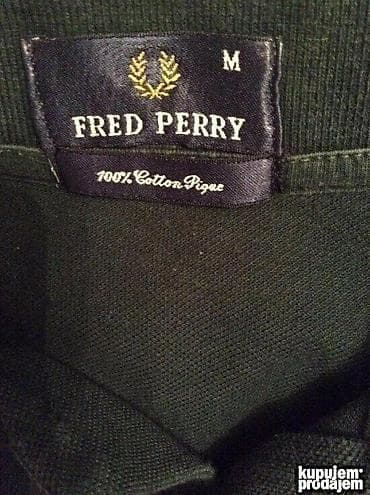 M
FRED PERRY
100% Cotton Pique
kupujem
prodajem